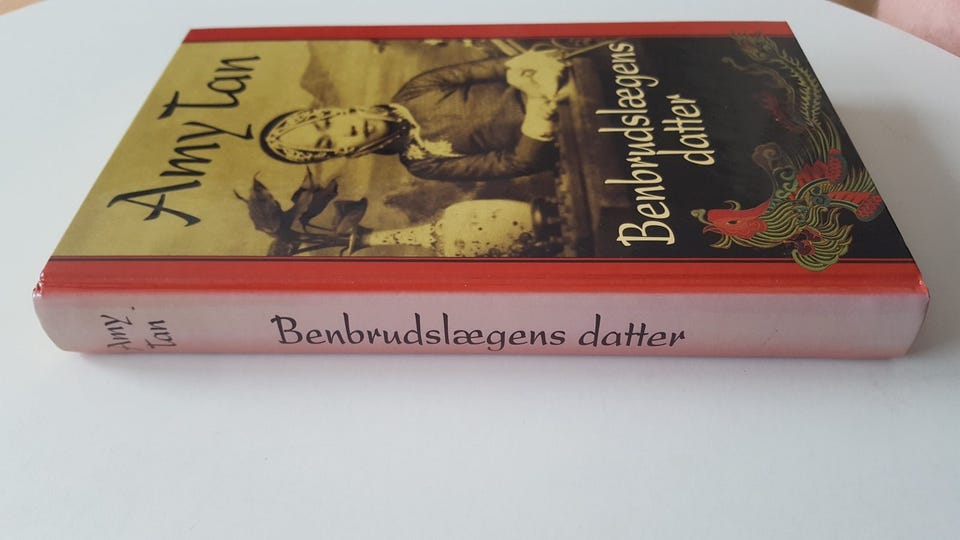 Amy Tan
Benbrudslægens
datter
Amy
Tan
Benbrudslægens datter